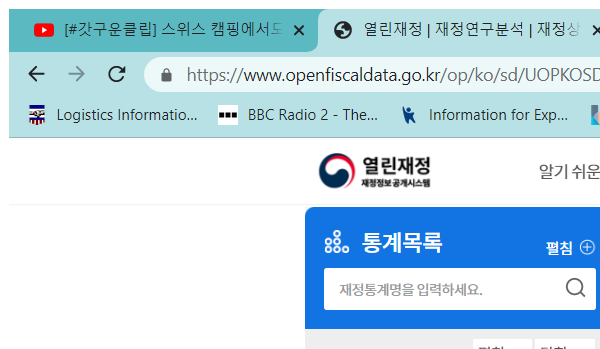 [#갓구운클립] 스위스 캠핑에서도
열린재정 | 재정연구분석 | 재정상
https://www.openfiscaldata.go.kr/op/ko/sd/UOPKOSD
Logistics Informatio... BBC Radio 2 - The... Information for Exp...
열린재정
재정정보공개시스템
알기 쉬운
통계목록
펼침
재정통계명을 입력하세요.